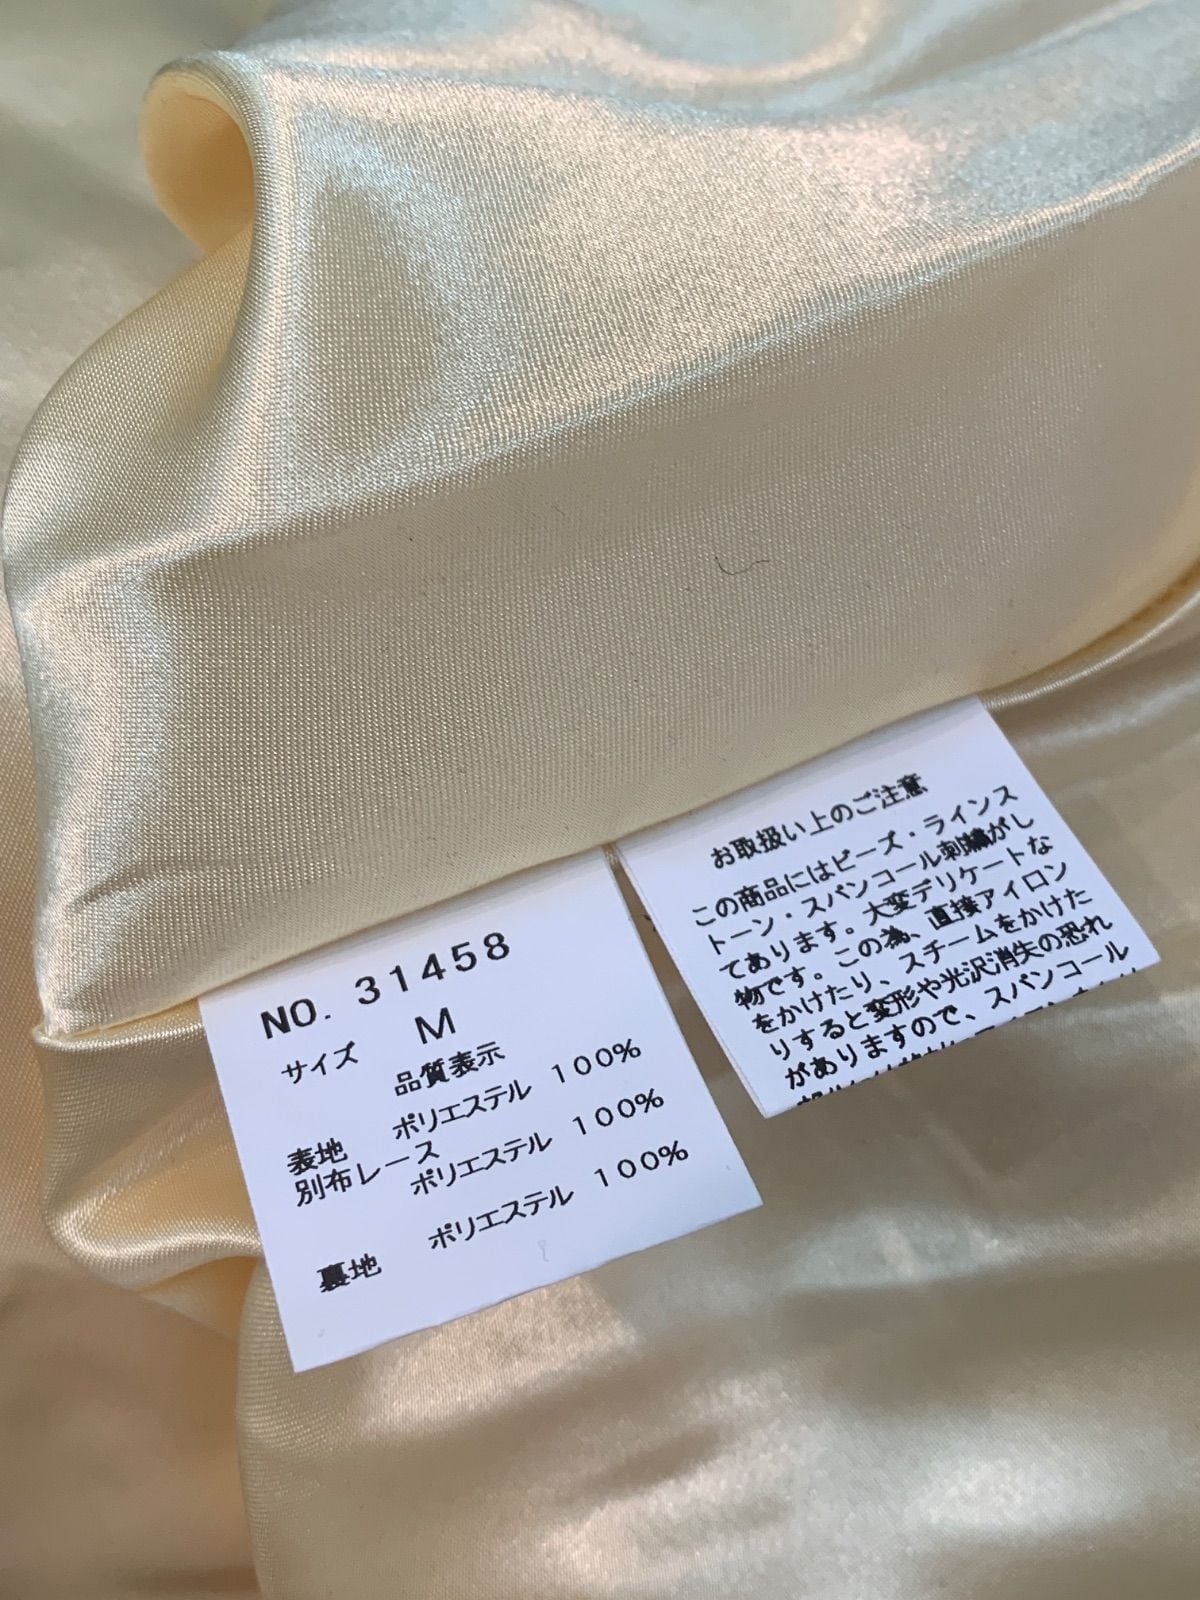 NO. 31458
サイズ M
品質表示
表地 ポリエステル 100%
別布レース
ポリエステル 100%
裏地 ポリエステル 100%
お取扱い上のご注意
この商品にはビーズ・ラインス
トーン・スパンコール刺繍がし
てあります。大変デリケートな
物です。この為、直接アイロン
をかけたり、スチームをかけた
りすると変形や光沢消失の恐れ
がありますので、スパンコール